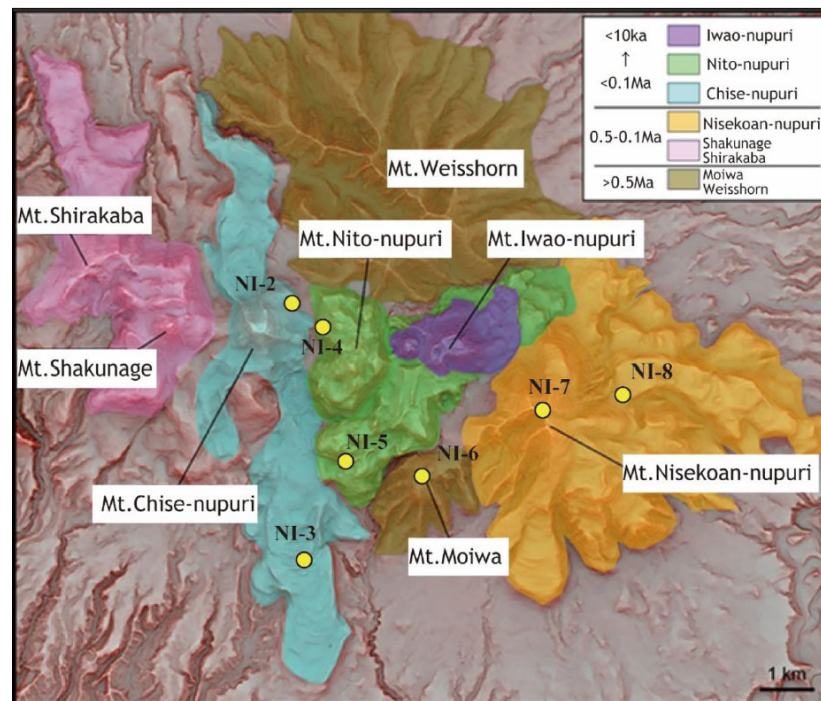 <10ka
↑
<0.1Ma
Iwao-nupuri
Nito-nupuri
Chise-nupuri
0.5-0.1Ma
Nisekoan-nupuri
Shakunage
Shirakaba
>0.5Ma
Moiwa
Weisshorn
Mt.Weisshorn
Mt.Shirakaba
Mt.Nito-nupuri
Mt.Iwao-nupuri
NI-2
NI-4
Mt.Shakunage
NI-7
NI-8
NI-5
NI-6
Mt.Nisekoan-nupuri
Mt.Chise-nupuri
NI-3
Mt.Moiwa
1 km